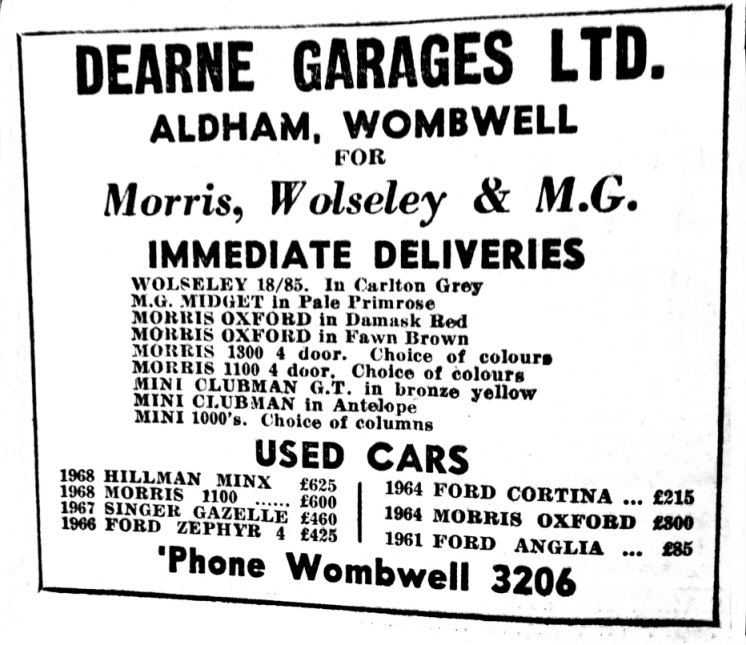 DEARNE GARAGES LTD.
ALDHAM, WOMBWELL
FOR
Morris, Wolseley & M.G.
IMMEDIATE DELIVERIES
WOLSELEY 18/85. In Carlton Grey
M.G. MIDGET in Pale Primrose
MORRIS OXFORD in Damask Red
MORRIS OXFORD in Fawn Brown
MORRIS 1300 4 door. Choice of colours
MORRIS 1100 4 door. Choice of colours
MINI CLUBMAN G.T. in bronze yellow
MINI CLUBMAN in Antelope
MINI 1000's. Choice of columns
USED CARS
1968 HILLMAN MINX £625
1968 MORRIS 1100 ...... £600
1967 SINGER GAZELLE £460
1966 FORD ZEPHYR 4 £425
1964 FORD CORTINA ... £215
1964 MORRIS OXFORD £300
1961 FORD ANGLIA ... £85
'Phone Wombwell 3206